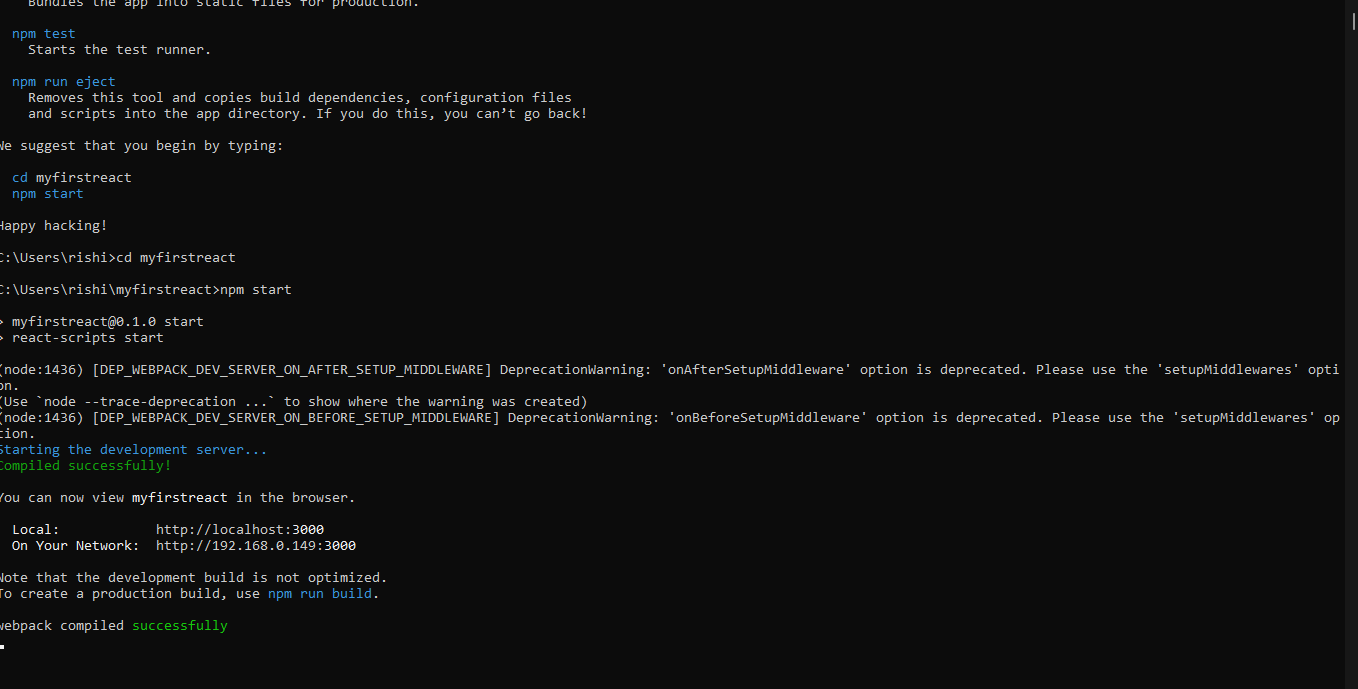 Bundles the app into static files for production.
npm test
Starts the test runner.
npm run eject
Removes this tool and copies build dependencies, configuration files
and scripts into the app directory. If you do this, you can’t go back!
We suggest that you begin by typing:
cd myfirstreact
npm start
Happy hacking!
C:\Users\rishi>cd myfirstreact
C:\Users\rishi\myfirstreact>npm start
> myfirstreact@0.1.0 start
> react-scripts start
(node:1436) [DEP_WEBPACK_DEV_SERVER_ON_AFTER_SETUP_MIDDLEWARE] DeprecationWarning: 'onAfterSetupMiddleware' option is deprecated. Please use the 'setupMiddlewares' opti
on.
(Use `node --trace-deprecation ...` to show where the warning was created)
(node:1436) [DEP_WEBPACK_DEV_SERVER_ON_BEFORE_SETUP_MIDDLEWARE] DeprecationWarning: 'onBeforeSetupMiddleware' option is deprecated. Please use the 'setupMiddlewares' op
tion.
Starting the development server...
Compiled successfully!
You can now view myfirstreact in the browser.
Local:            http://localhost:3000
On Your Network:  http://192.168.0.149:3000
Note that the development build is not optimized.
To create a production build, use npm run build.
webpack compiled successfully